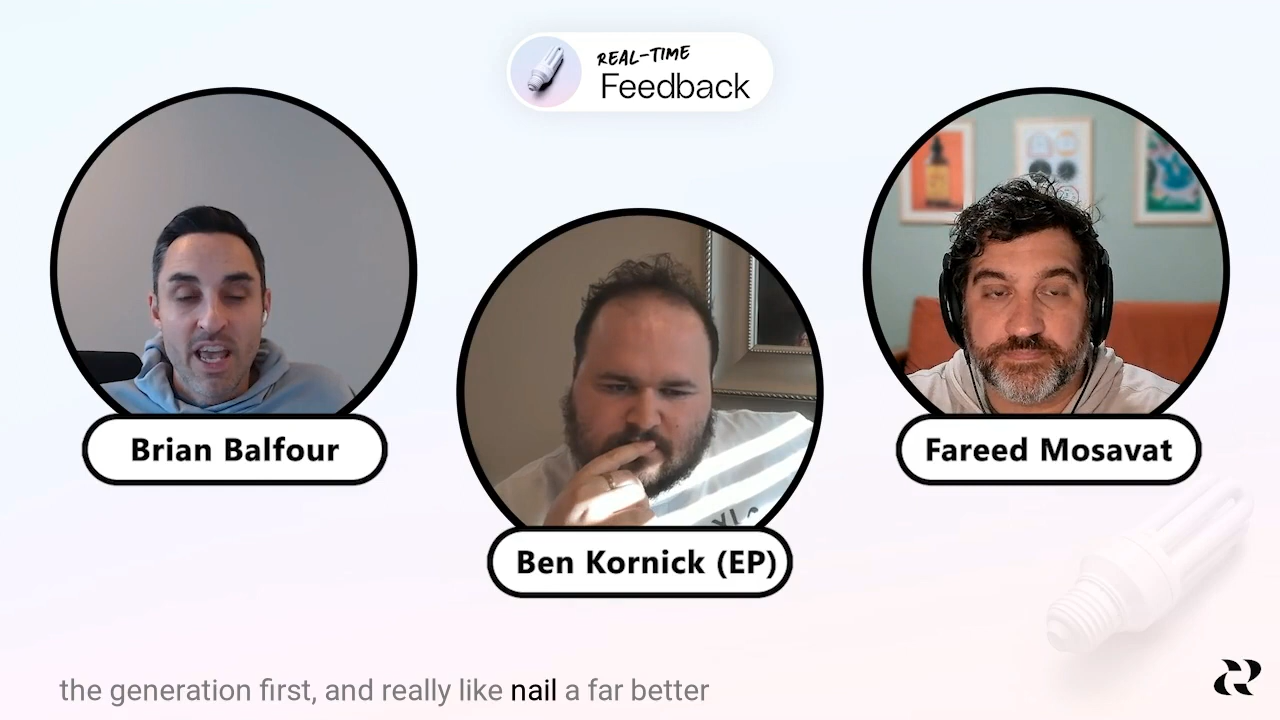 REAL-TIME
Feedback
Brian Balfour
Fareed Mosavat
Ben Kornick (EP)
the generation first, and really like nail a far better